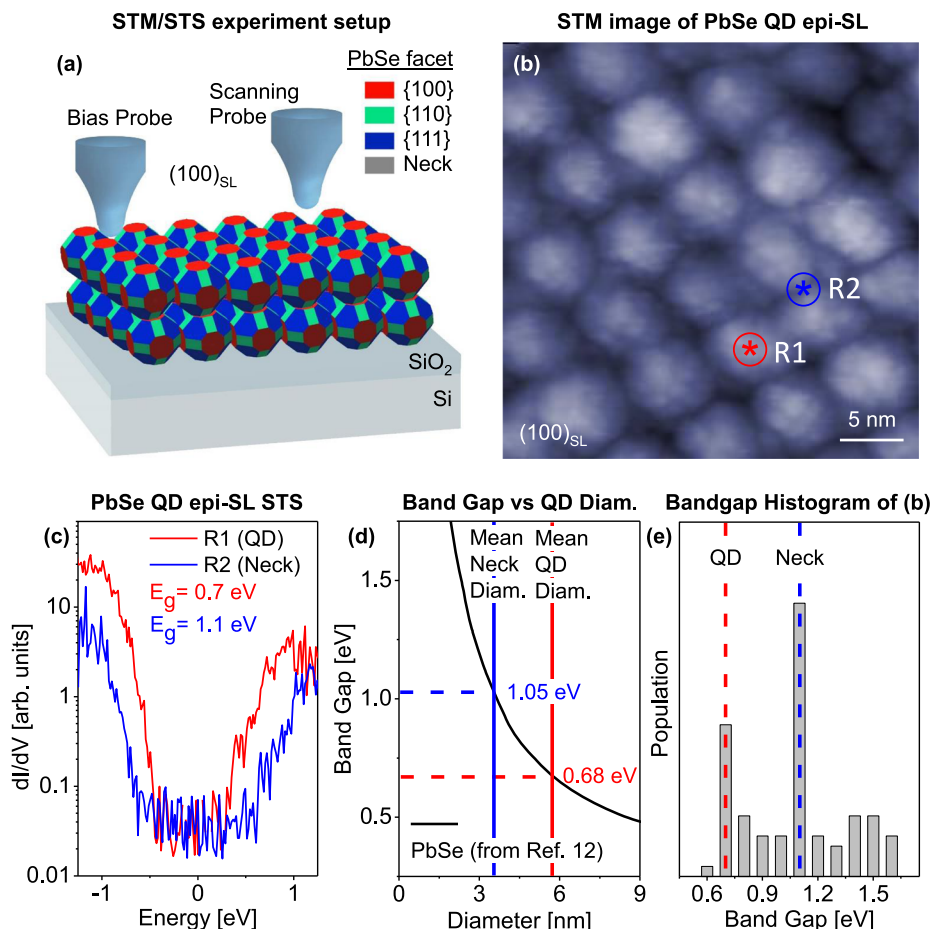 STM/STS experiment setup
(a)
PbSe facet
{100}
{110}
{111}
Neck
Bias Probe
Scanning
Probe
(100)SL
SiO2
Si
STM image of PbSe QD epi-SL
(b)
R2
R1
(100)SL
5 nm
PbSe QD epi-SL STS
(c)
R1 (QD)
R2 (Neck)
Eg= 0.7 eV
Eg= 1.1 eV
10
1
0.1
0.01
dI/dV [arb. units]
-1
0
1
Energy [eV]
Band Gap vs QD Diam.
(d)
Mean
Neck
Diam.
Mean
QD
Diam.
1.5
1.0
0.5
Band Gap [eV]
1.05 eV
0.68 eV
PbSe (from Ref. 12)
0
3
6
9
Diameter [nm]
Bandgap Histogram of (b)
(e)
QD
Neck
Population
0.6
0.9
1.2
1.5
Band Gap [eV]